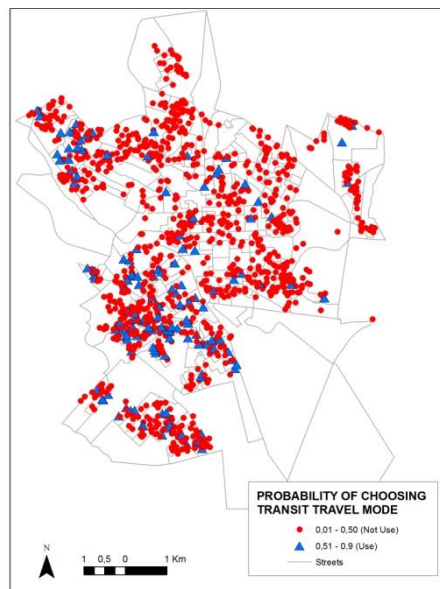 PROBABILITY OF CHOOSING
TRANSIT TRAVEL MODE
0,01 - 0,50 (Not Use)
0,51 - 0,9 (Use)
Streets
N
1 0,5 0 1 Km